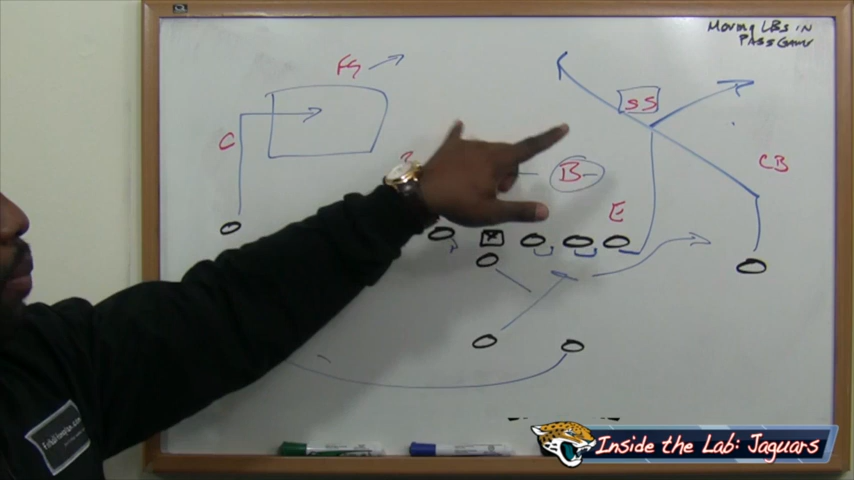 Moving LBs in
Pass Game
FS
SS
C
CB
B
E
Inside the Lab: Jaguars